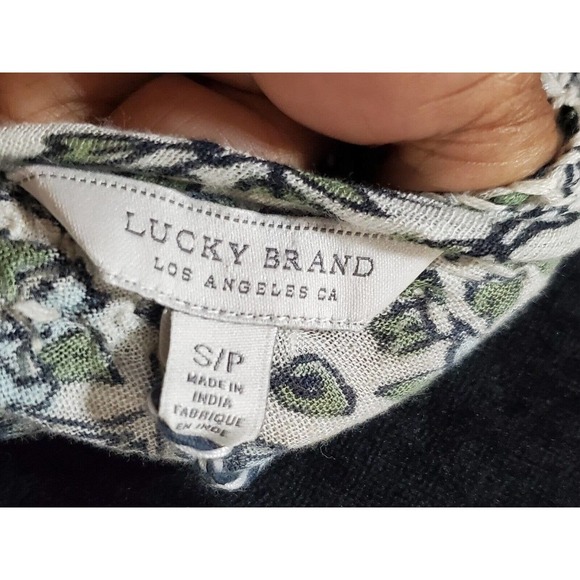 LUCKY BRAND
LOS ANGELES CA
S/P
MADE IN
INDIA
FABRIQUE
EN INDE